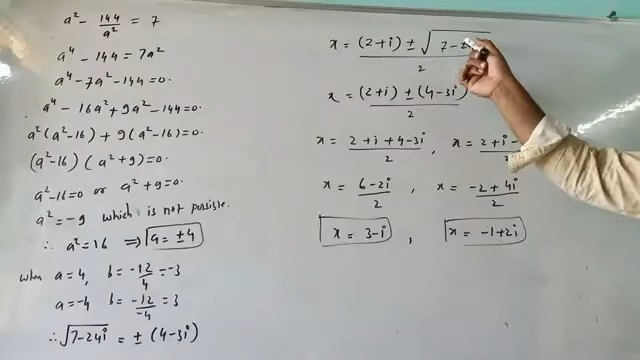 a² - 144/a² = 7
a⁴ - 144 = 7a²
a⁴ - 7a² - 144 = 0.
a⁴ - 16a² + 9a² - 144 = 0.
a²(a² - 16) + 9(a² - 16) = 0.
(a² - 16) (a² + 9) = 0.
a² - 16 = 0 or a² + 9 = 0.
a² = -9 which is not possible.
∴ a² = 16 ⇒ a = ±4
when a = 4, b = -12/4 = -3
a = -4 b = -12/-4 = 3
∴ √7-24i = ± (4 - 3i)
x = (2+i) ± √7-2 / 2
x = (2+i) ± (4-3i) / 2
x = 2+i+4-3i / 2 , x = 2+i-
x = 6-2i / 2 , x = -2+4i / 2
x = 3-i , x = -1+2i